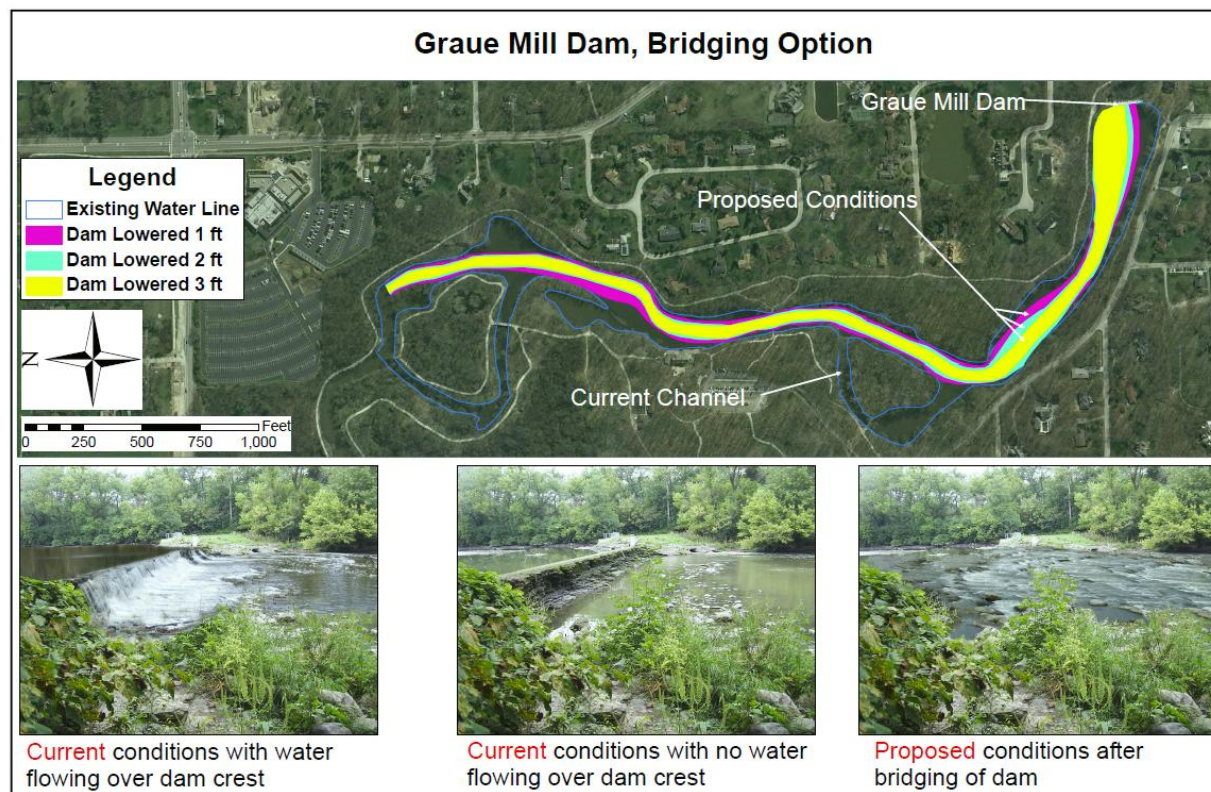 Graue Mill Dam, Bridging Option
Graue Mill Dam
Proposed Conditions
Current Channel
Legend
Existing Water Line
Dam Lowered 1 ft
Dam Lowered 2 ft
Dam Lowered 3 ft
N
Feet
0 250 500 750 1,000
Current conditions with water
flowing over dam crest
Current conditions with no water
flowing over dam crest
Proposed conditions after
bridging of dam